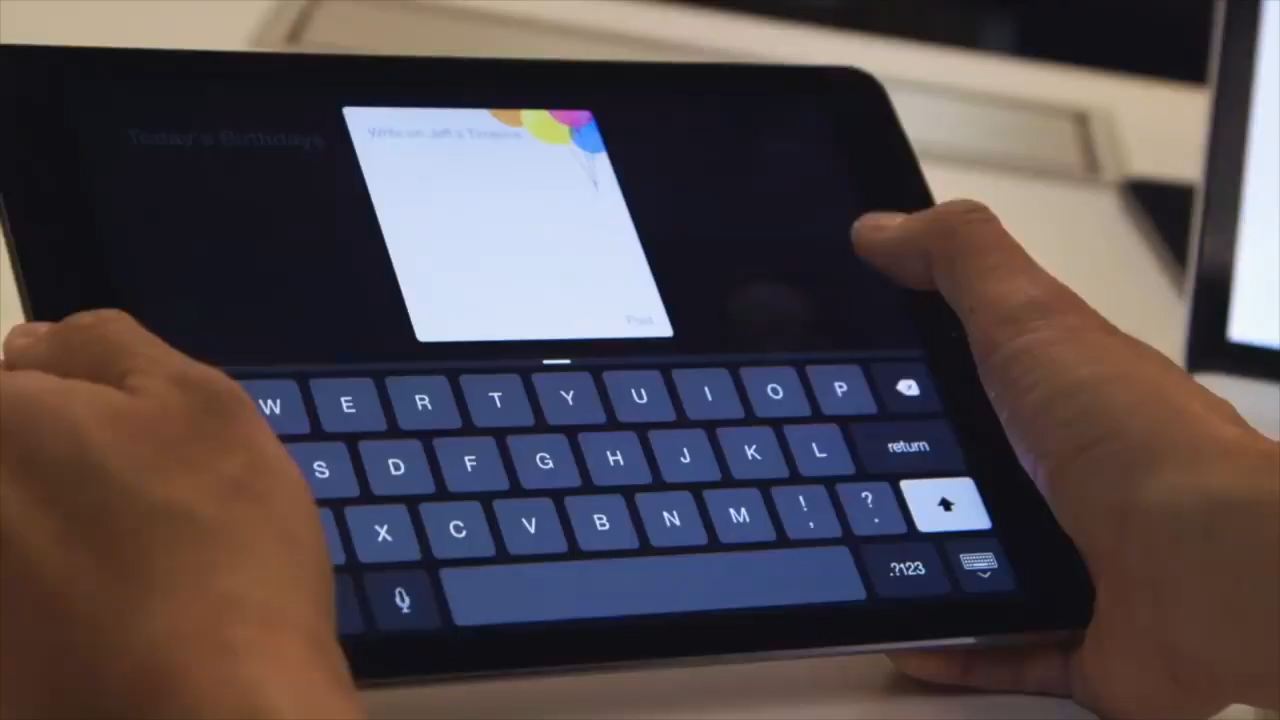 Today's Birthdays
Write on Jeff's Timeline
Post
W E R T Y U I O P
S D F G H J K L return
X C V B N M ! , ? .
.?123